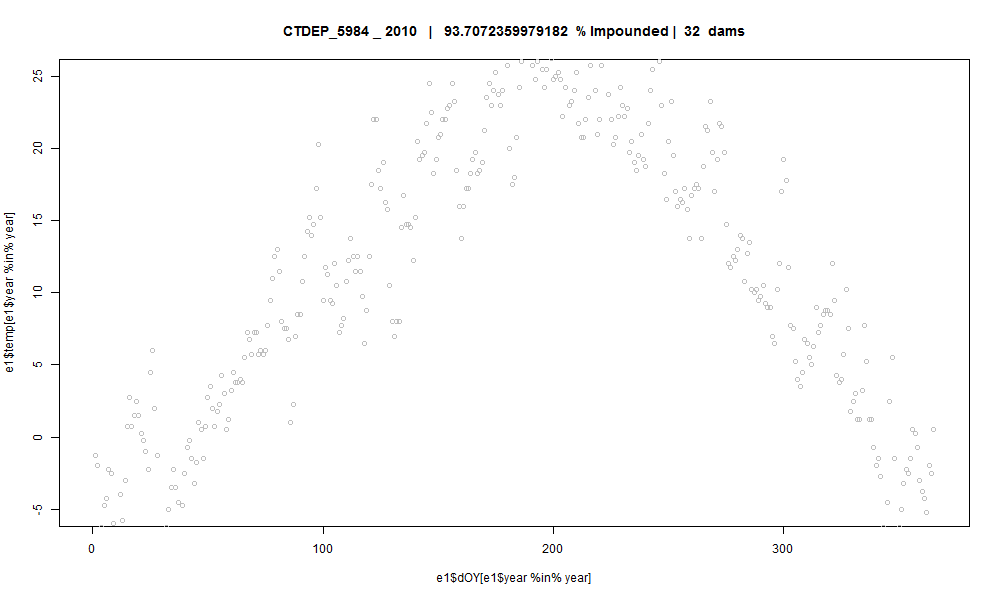 CTDEP_5984 _ 2010 | 93.7072359979182 % Impounded | 32 dams
25
20
15
10
5
0
-5
e1$temp[e1$year %in% year]
0 100 200 300
e1$dOY[e1$year %in% year]